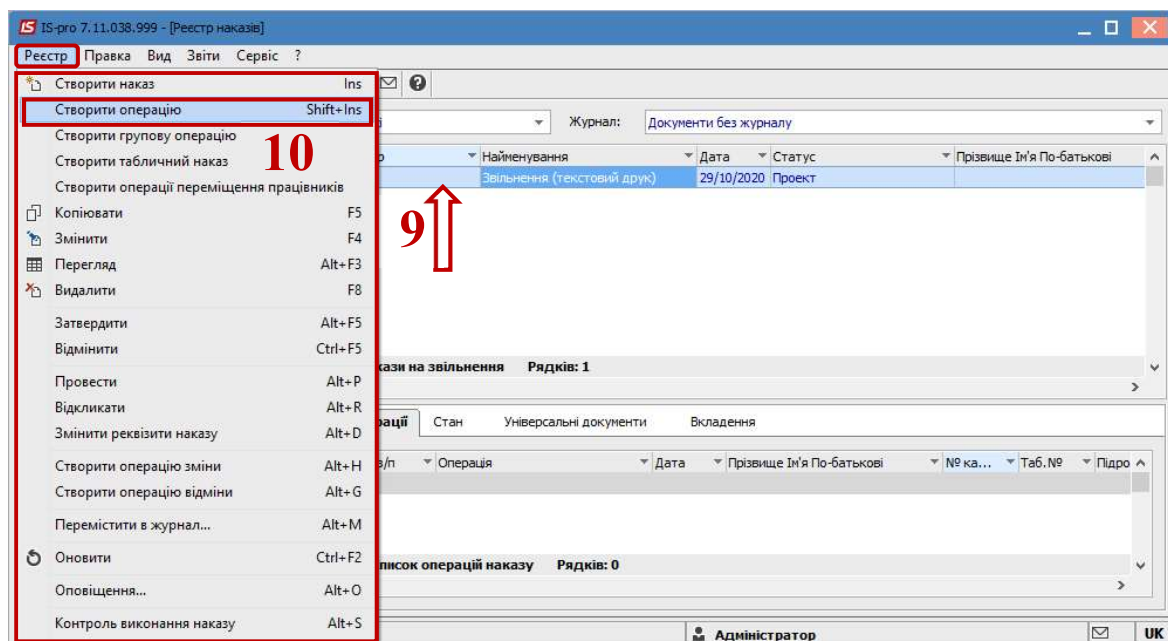 IS-pro 7.11.038.999 - [Реєстр наказів]
Реєстр Правка Вид Звіти Сервіс ?
Створити наказ Ins
Створити операцію Shift+Ins
Створити групову операцію
Створити табличний наказ
Створити операції переміщення працівників
Копіювати F5
Змінити F4
Перегляд Alt+F3
Видалити F8
Затвердити Alt+F5
Відмінити Ctrl+F5
Провести Alt+P
Відкликати Alt+R
Змінити реквізити наказу Alt+D
Створити операцію зміни Alt+H
Створити операцію відміни Alt+G
Перемістити в журнал... Alt+M
Оновити Ctrl+F2
Оповіщення... Alt+O
Контроль виконання наказу Alt+S
10
Журнал: Документи без журналу
Найменування Дата Статус Прізвище Ім'я По-батькові
Звільнення (текстовий друк) 29/10/2020 Проект
9
кази на звільнення Рядків: 1
рації Стан Універсальні документи Вкладення
з/п Операція Дата Прізвище Ім'я По-батькові № ка... Таб.№ Підро
писок операцій наказу Рядків: 0
Адміністратор UK